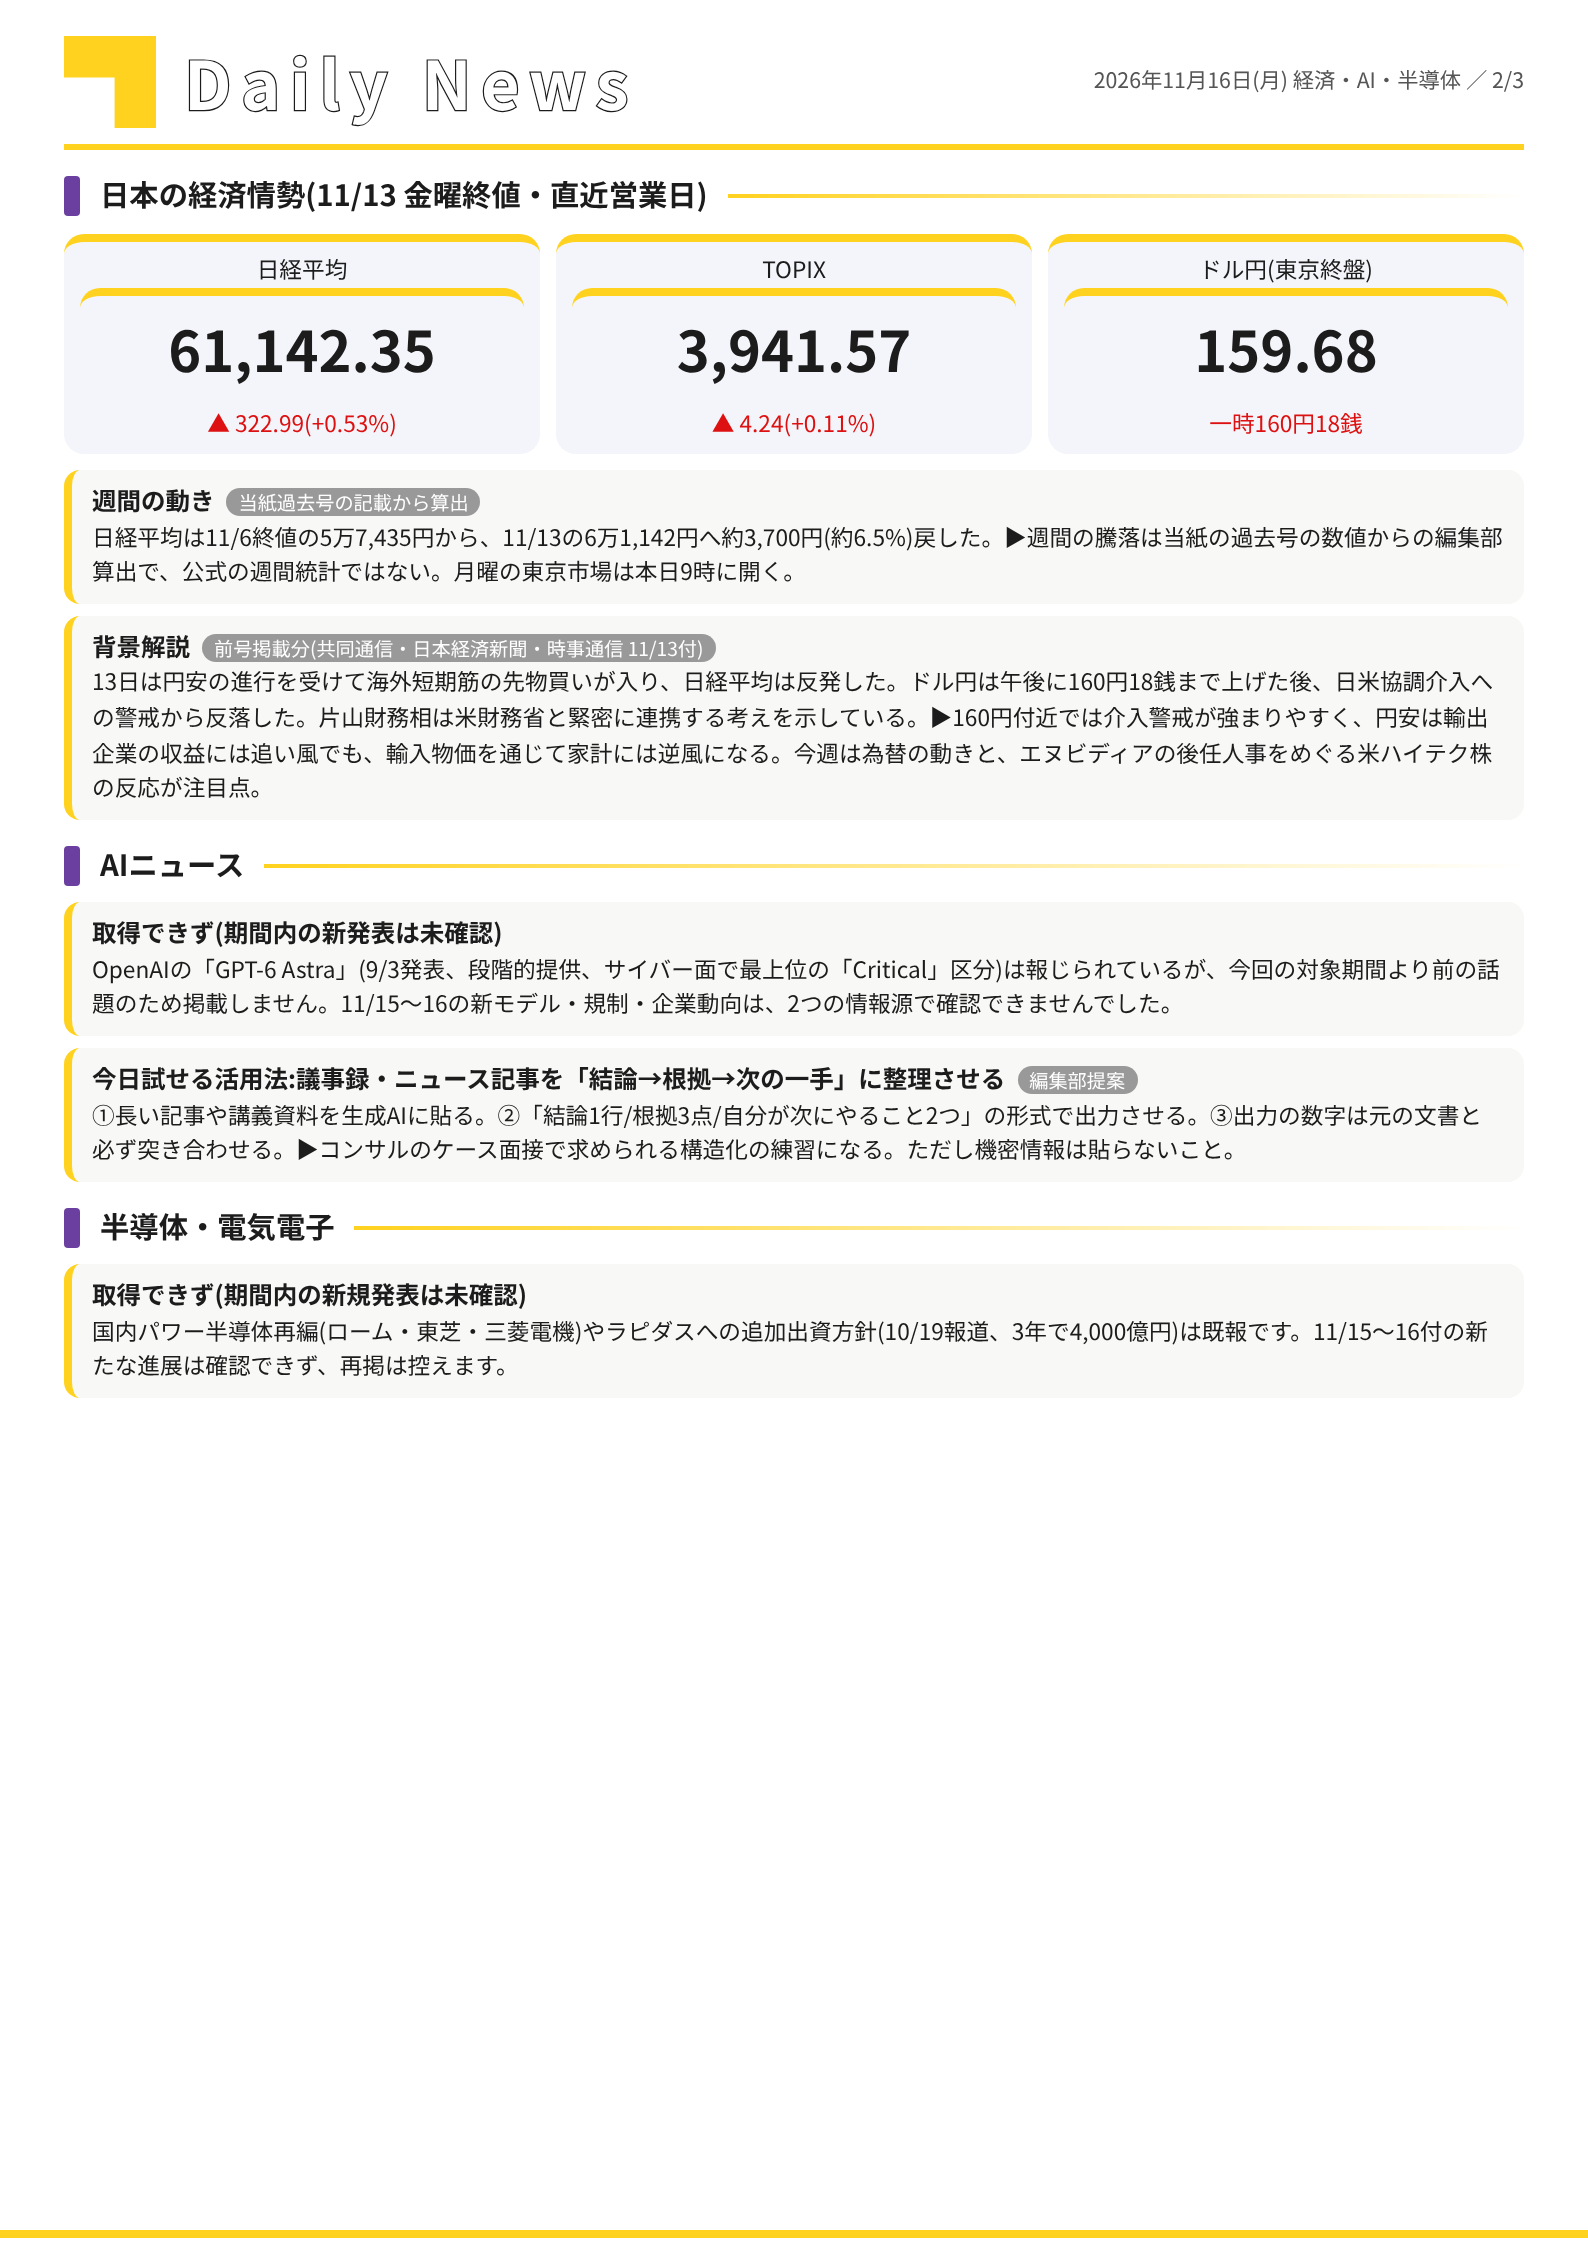 Daily News
2026年11月16日(月) 経済・AI・半導体 ／ 2/3
日本の経済情勢(11/13 金曜終値・直近営業日)
日経平均
61,142.35
▲ 322.99(+0.53%)
TOPIX
3,941.57
▲ 4.24(+0.11%)
ドル円(東京終盤)
159.68
一時160円18銭
週間の動き 当紙過去号の記載から算出
日経平均は11/6終値の5万7,435円から、11/13の6万1,142円へ約3,700円(約6.5%)戻した。▶週間の騰落は当紙の過去号の数値からの編集部
算出で、公式の週間統計ではない。月曜の東京市場は本日9時に開く。
背景解説 前号掲載分(共同通信・日本経済新聞・時事通信 11/13付)
13日は円安の進行を受けて海外短期筋の先物買いが入り、日経平均は反発した。ドル円は午後に160円18銭まで上げた後、日米協調介入へ
の警戒から反落した。片山財務相は米財務省と緊密に連携する考えを示している。▶160円付近では介入警戒が強まりやすく、円安は輸出
企業の収益には追い風でも、輸入物価を通じて家計には逆風になる。今週は為替の動きと、エヌビディアの後任人事をめぐる米ハイテク株
の反応が注目点。
AIニュース
取得できず(期間内の新発表は未確認)
OpenAIの「GPT-6 Astra」(9/3発表、段階的提供、サイバー面で最上位の「Critical」区分)は報じられているが、今回の対象期間より前の話
題のため掲載しません。11/15〜16の新モデル・規制・企業動向は、2つの情報源で確認できませんでした。
今日試せる活用法:議事録・ニュース記事を「結論→根拠→次の一手」に整理させる 編集部提案
①長い記事や講義資料を生成AIに貼る。②「結論1行/根拠3点/自分が次にやること2つ」の形式で出力させる。③出力の数字は元の文書と
必ず突き合わせる。▶コンサルのケース面接で求められる構造化の練習になる。ただし機密情報は貼らないこと。
半導体・電気電子
取得できず(期間内の新規発表は未確認)
国内パワー半導体再編(ローム・東芝・三菱電機)やラピダスへの追加出資方針(10/19報道、3年で4,000億円)は既報です。11/15〜16付の新
たな進展は確認できず、再掲は控えます。